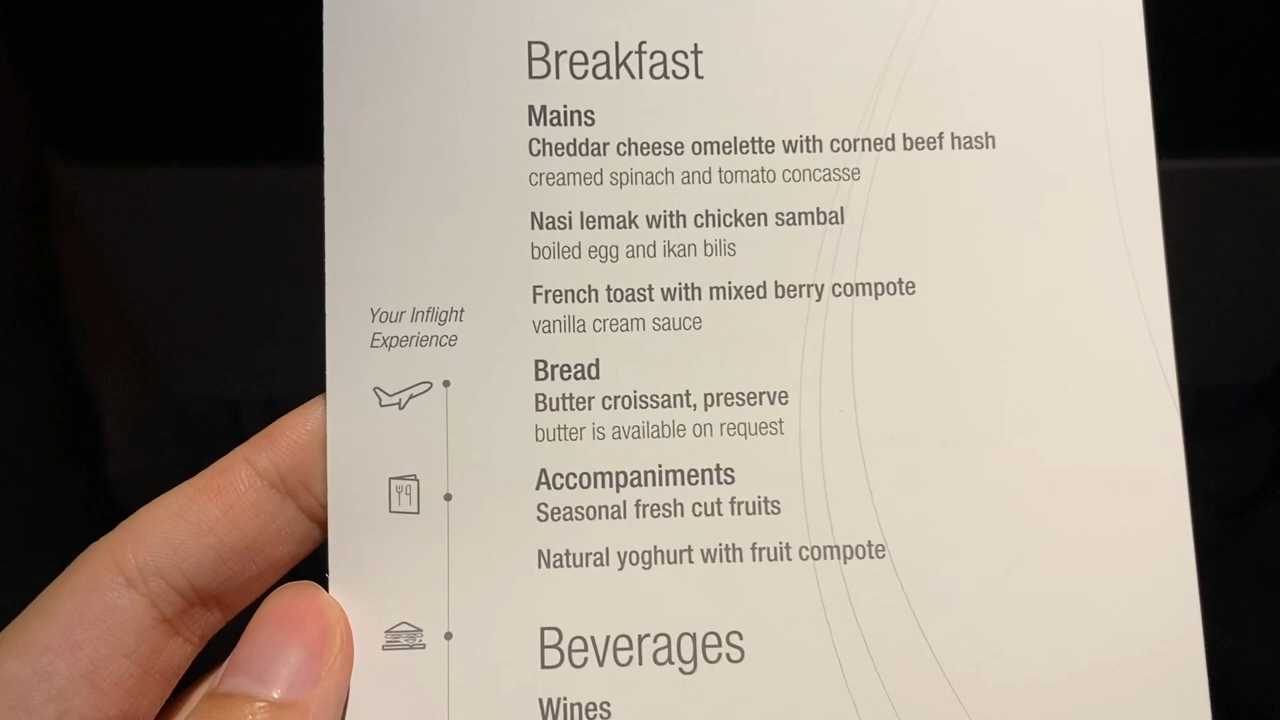 Breakfast
Mains
Cheddar cheese omelette with corned beef hash
creamed spinach and tomato concasse
Nasi lemak with chicken sambal
boiled egg and ikan bilis
French toast with mixed berry compote
vanilla cream sauce
Your Inflight
Experience
Bread
Butter croissant, preserve
butter is available on request
Accompaniments
Seasonal fresh cut fruits
Natural yoghurt with fruit compote
Beverages
Wines